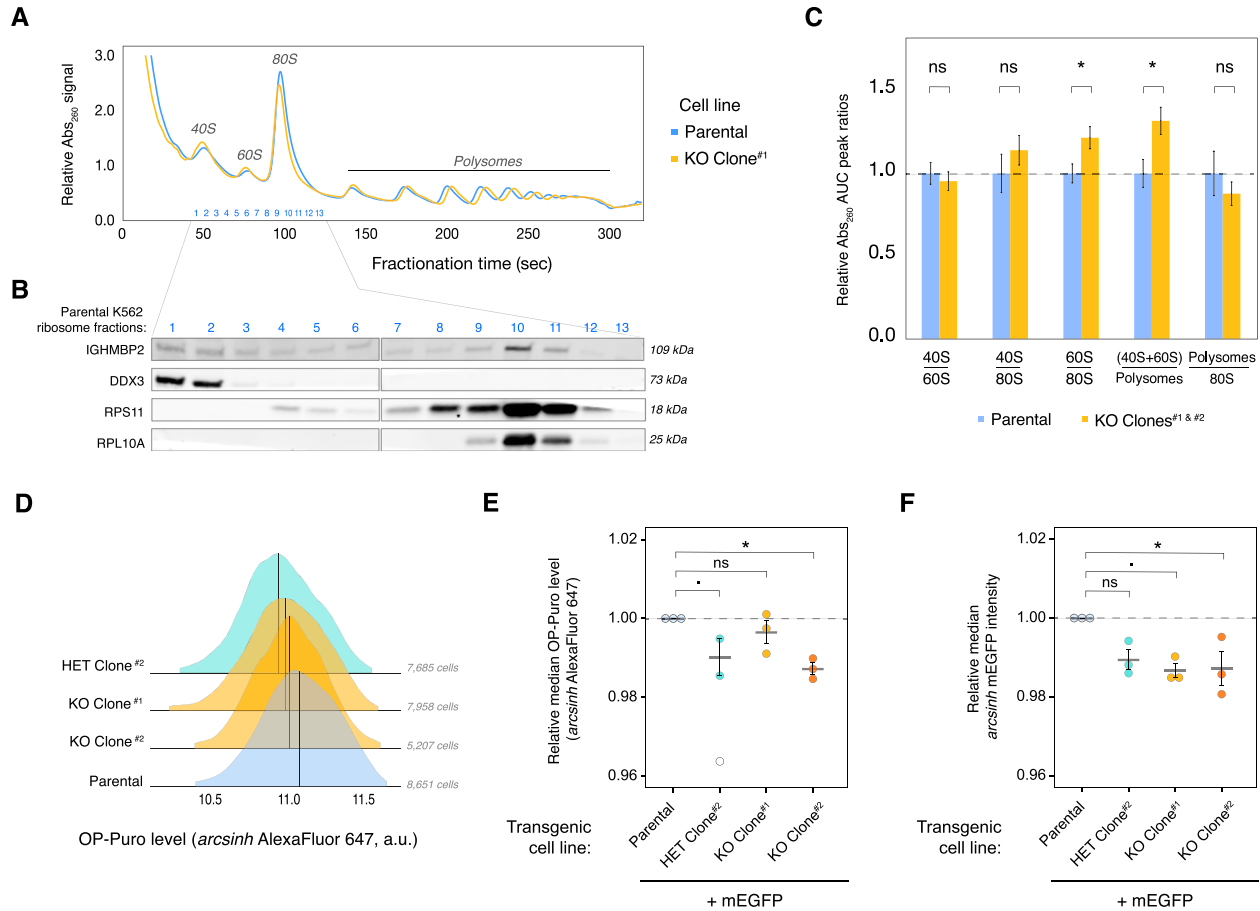 A
Relative Abs260 signal
3.0
2.0
1.0
0.0
40S
60S
80S
Polysomes
1 2 3 4 5 6 7 8 9 10 11 12 13
0 50 100 150 200 250 300
Fractionation time (sec)
Cell line
Parental
KO Clone#1
B
Parental K562
ribosome fractions:
1 2 3 4 5 6 7 8 9 10 11 12 13
IGHMBP2 109 kDa
DDX3 73 kDa
RPS11 18 kDa
RPL10A 25 kDa
C
Relative Abs260 AUC peak ratios
1.5
1.0
0.5
0.0
ns ns * * ns
40S 40S 60S (40S+60S) Polysomes
60S 80S 80S Polysomes 80S
Parental KO Clones#1 & #2
D
HET Clone#2 7,685 cells
KO Clone#1 7,958 cells
KO Clone#2 5,207 cells
Parental 8,651 cells
10.5 11.0 11.5
OP-Puro level (arcsinh AlexaFluor 647, a.u.)
E
Relative median OP-Puro level
(arcsinh AlexaFluor 647)
1.02
1.00
0.98
0.96
*
ns
.
Transgenic
cell line:
Parental
HET Clone#2
KO Clone#1
KO Clone#2
+ mEGFP
F
Relative median
arcsinh mEGFP intensity
1.02
1.00
0.98
0.96
*
.
ns
Transgenic
cell line:
Parental
HET Clone#2
KO Clone#1
KO Clone#2
+ mEGFP